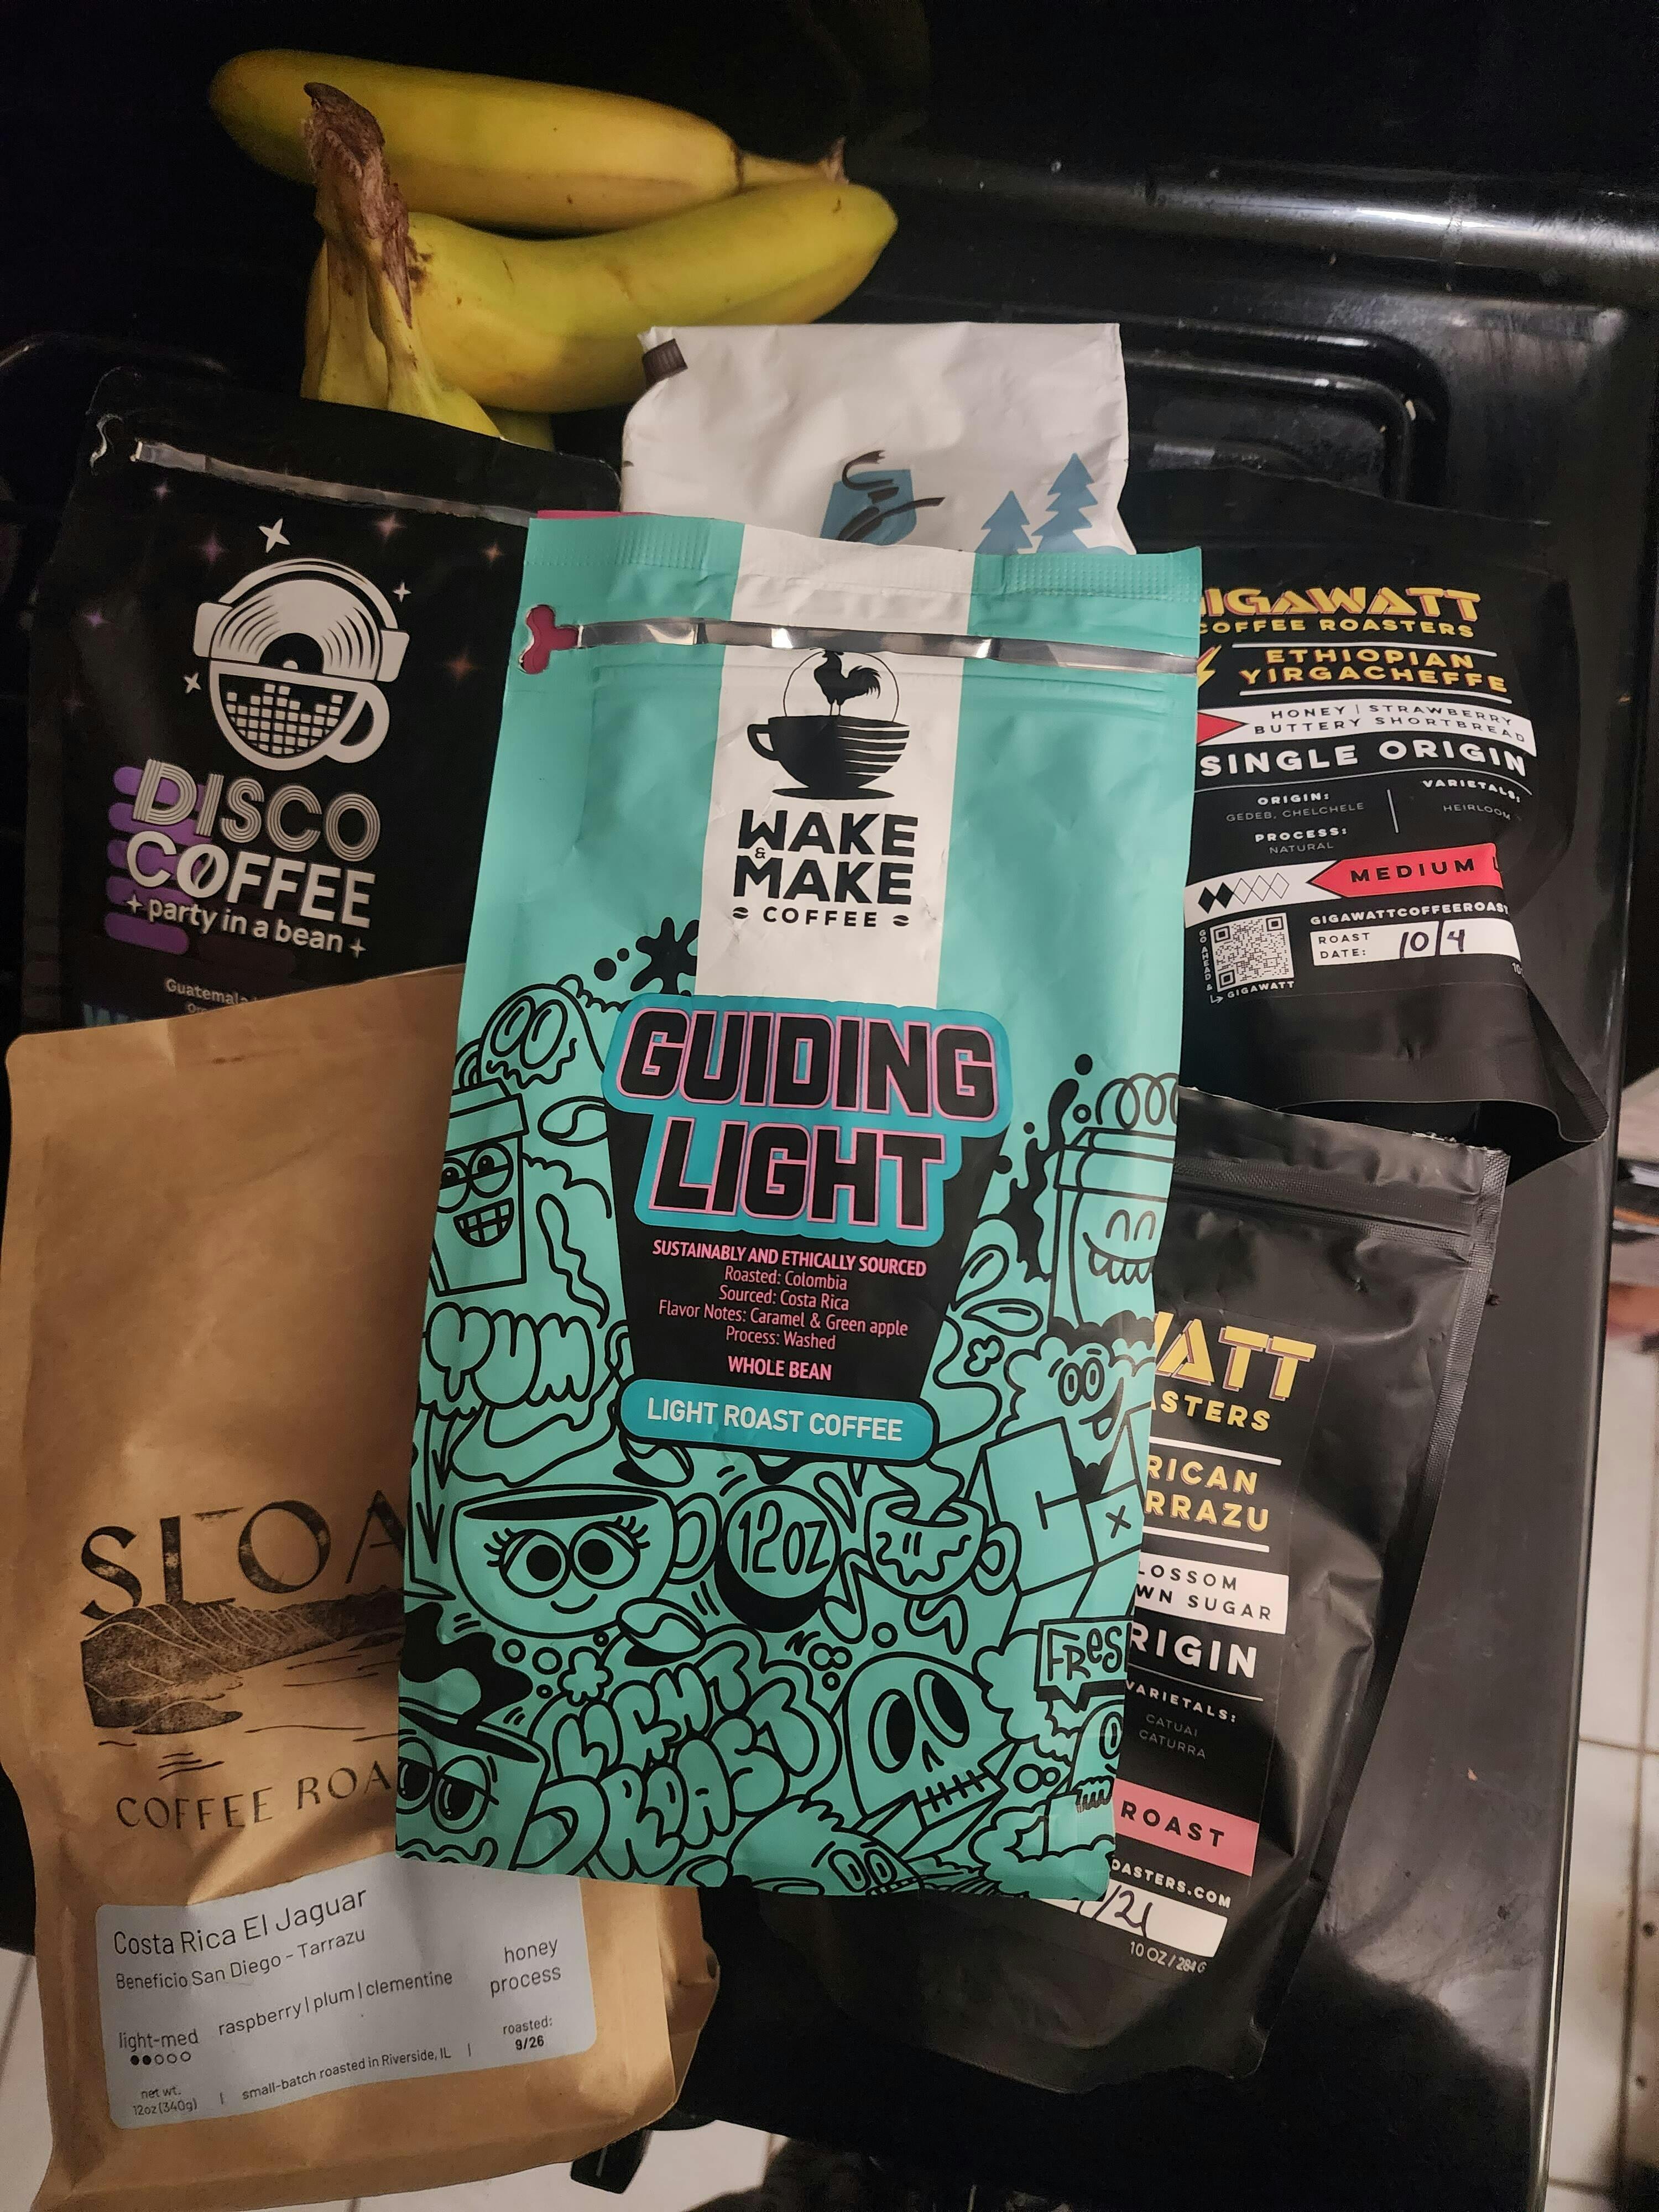 DISCO
COFFEE
party in a bean
WAKE
&
MAKE
COFFEE
GUIDING
LIGHT
SUSTAINABLY AND ETHICALLY SOURCED
Roasted: Colombia
Sourced: Costa Rica
Flavor Notes: Caramel & Green apple
Process: Washed
WHOLE BEAN
LIGHT ROAST COFFEE
YUM
12OZ
LIGHT
ROAST
COFFEE ROASTERS
ETHIOPIAN
YIRGACHEFFE
HONEY | STRAWBERRY
BUTTERY SHORTBREAD
SINGLE ORIGIN
ORIGIN:
GEDEB, CHELCHELE
VARIETALS:
HEIRLOOM
PROCESS:
NATURAL
MEDIUM
GO AHEAD &
GIGAWATT
ROAST
DATE:
10/4
ASTERS
RICAN
RRAZU
LOSSOM
WN SUGAR
RIGIN
VARIETALS:
CATUAI
CATURRA
ROAST
OASTERS.COM
/21
10 OZ / 284 G
SLOA
COFFEE ROA
Costa Rica El Jaguar
Beneficio San Diego - Tarrazu
raspberry | plum | clementine
honey
process
light-med
roasted:
9/26
net wt.
12oz (340g)
| small-batch roasted in Riverside, IL |